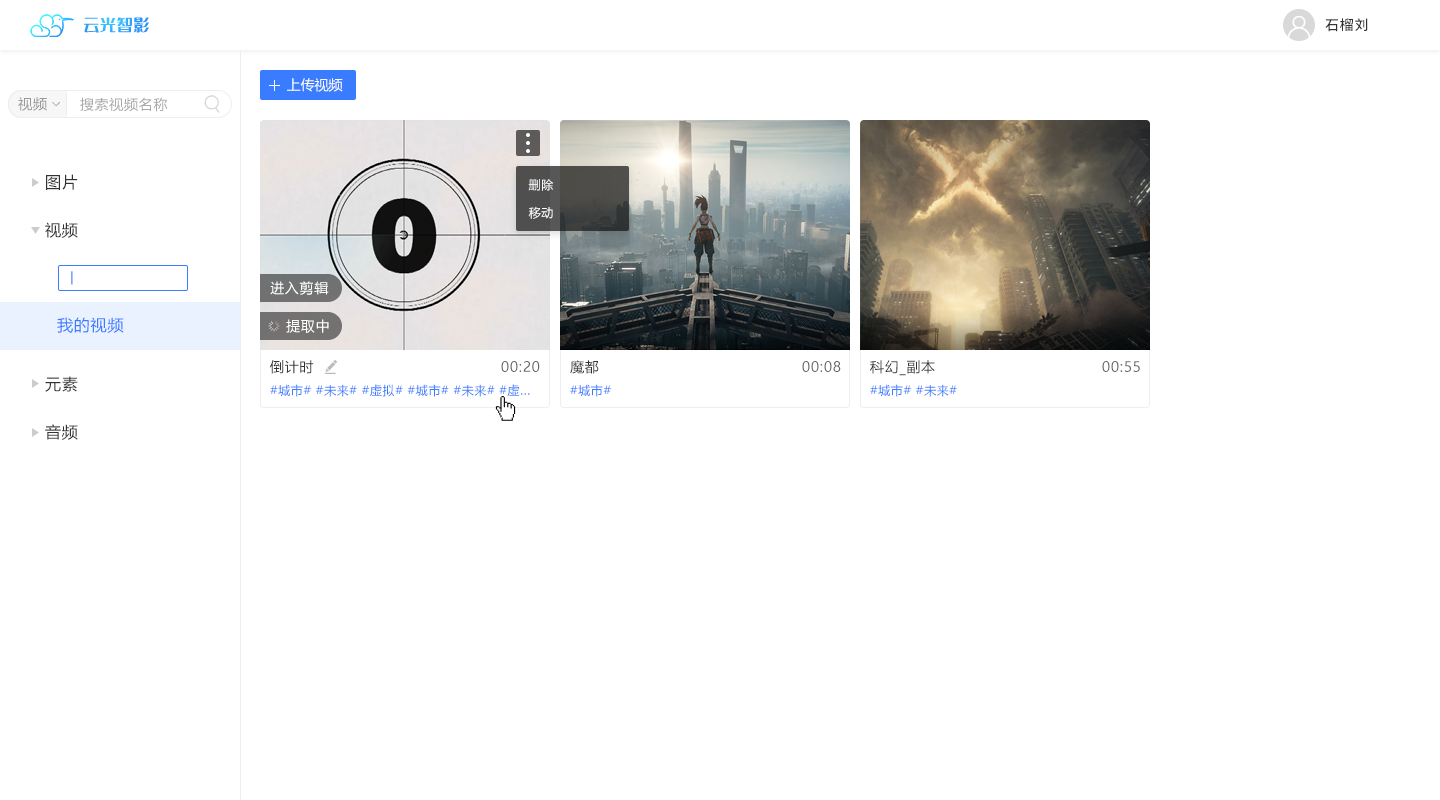 云光智影
石榴刘
视频
搜索视频名称
图片
视频
我的视频
元素
音频
上传视频
0
删除
移动
进入剪辑
提取中
倒计时
00:20
#城市# #未来# #虚拟# #城市# #未来# #虚...
魔都
00:08
#城市#
科幻_副本
00:55
#城市# #未来#